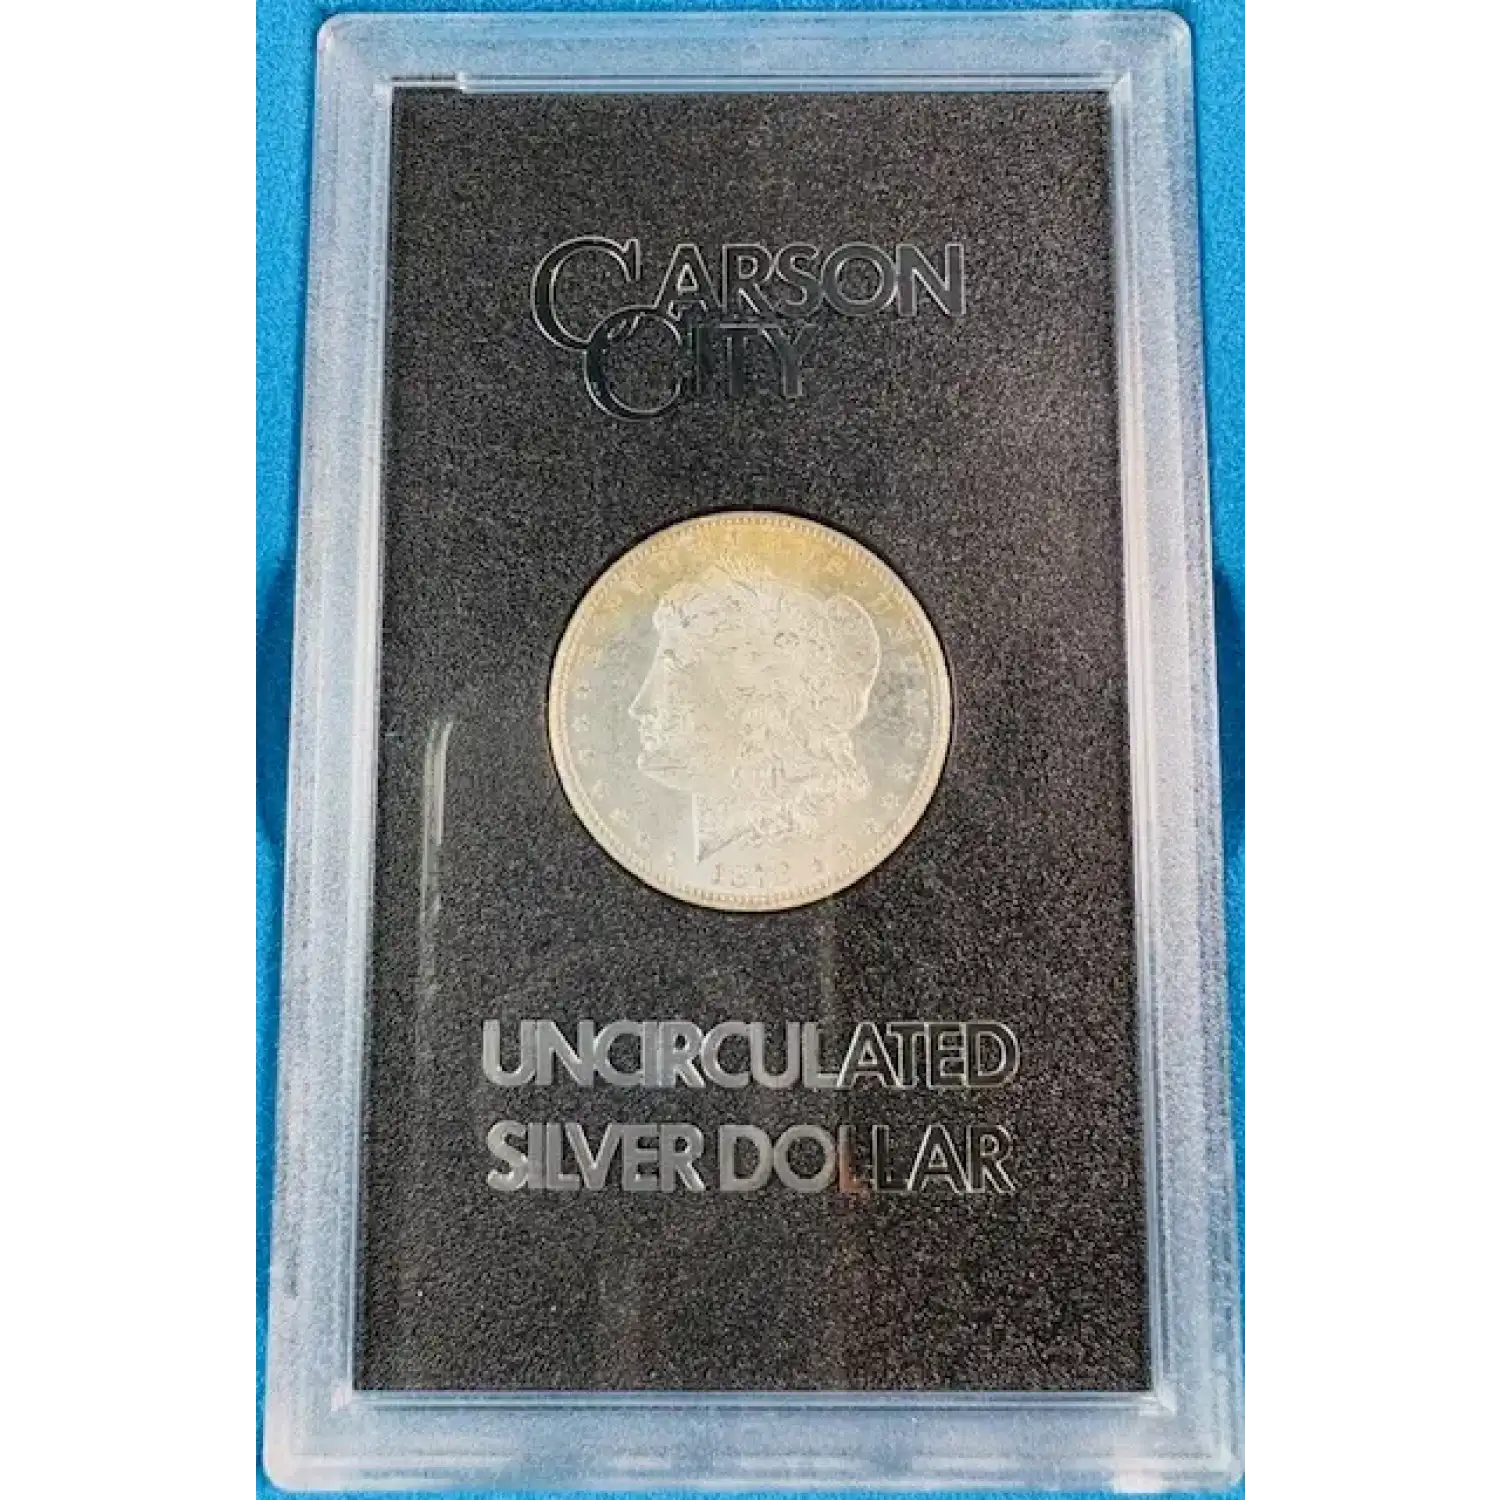 CARSON
CITY
UNCIRCULATED
SILVER DOLLAR